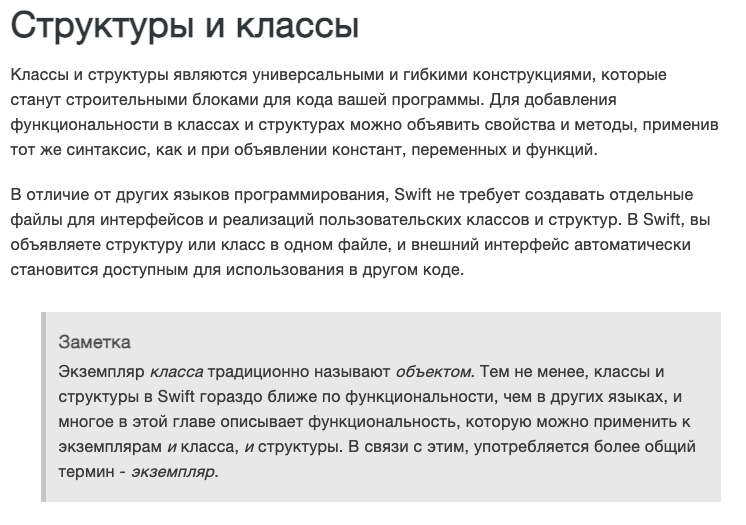 Структуры и классы
Классы и структуры являются универсальными и гибкими конструкциями, которые
станут строительными блоками для кода вашей программы. Для добавления
функциональности в классах и структурах можно объявить свойства и методы, применив
тот же синтаксис, как и при объявлении констант, переменных и функций.
В отличие от других языков программирования, Swift не требует создавать отдельные
файлы для интерфейсов и реализаций пользовательских классов и структур. В Swift, вы
объявляете структуру или класс в одном файле, и внешний интерфейс автоматически
становится доступным для использования в другом коде.
Заметка
Экземпляр класса традиционно называют объектом. Тем не менее, классы и
структуры в Swift гораздо ближе по функциональности, чем в других языках, и
многое в этой главе описывает функциональность, которую можно применить к
экземплярам и класса, и структуры. В связи с этим, употребляется более общий
термин - экземпляр.